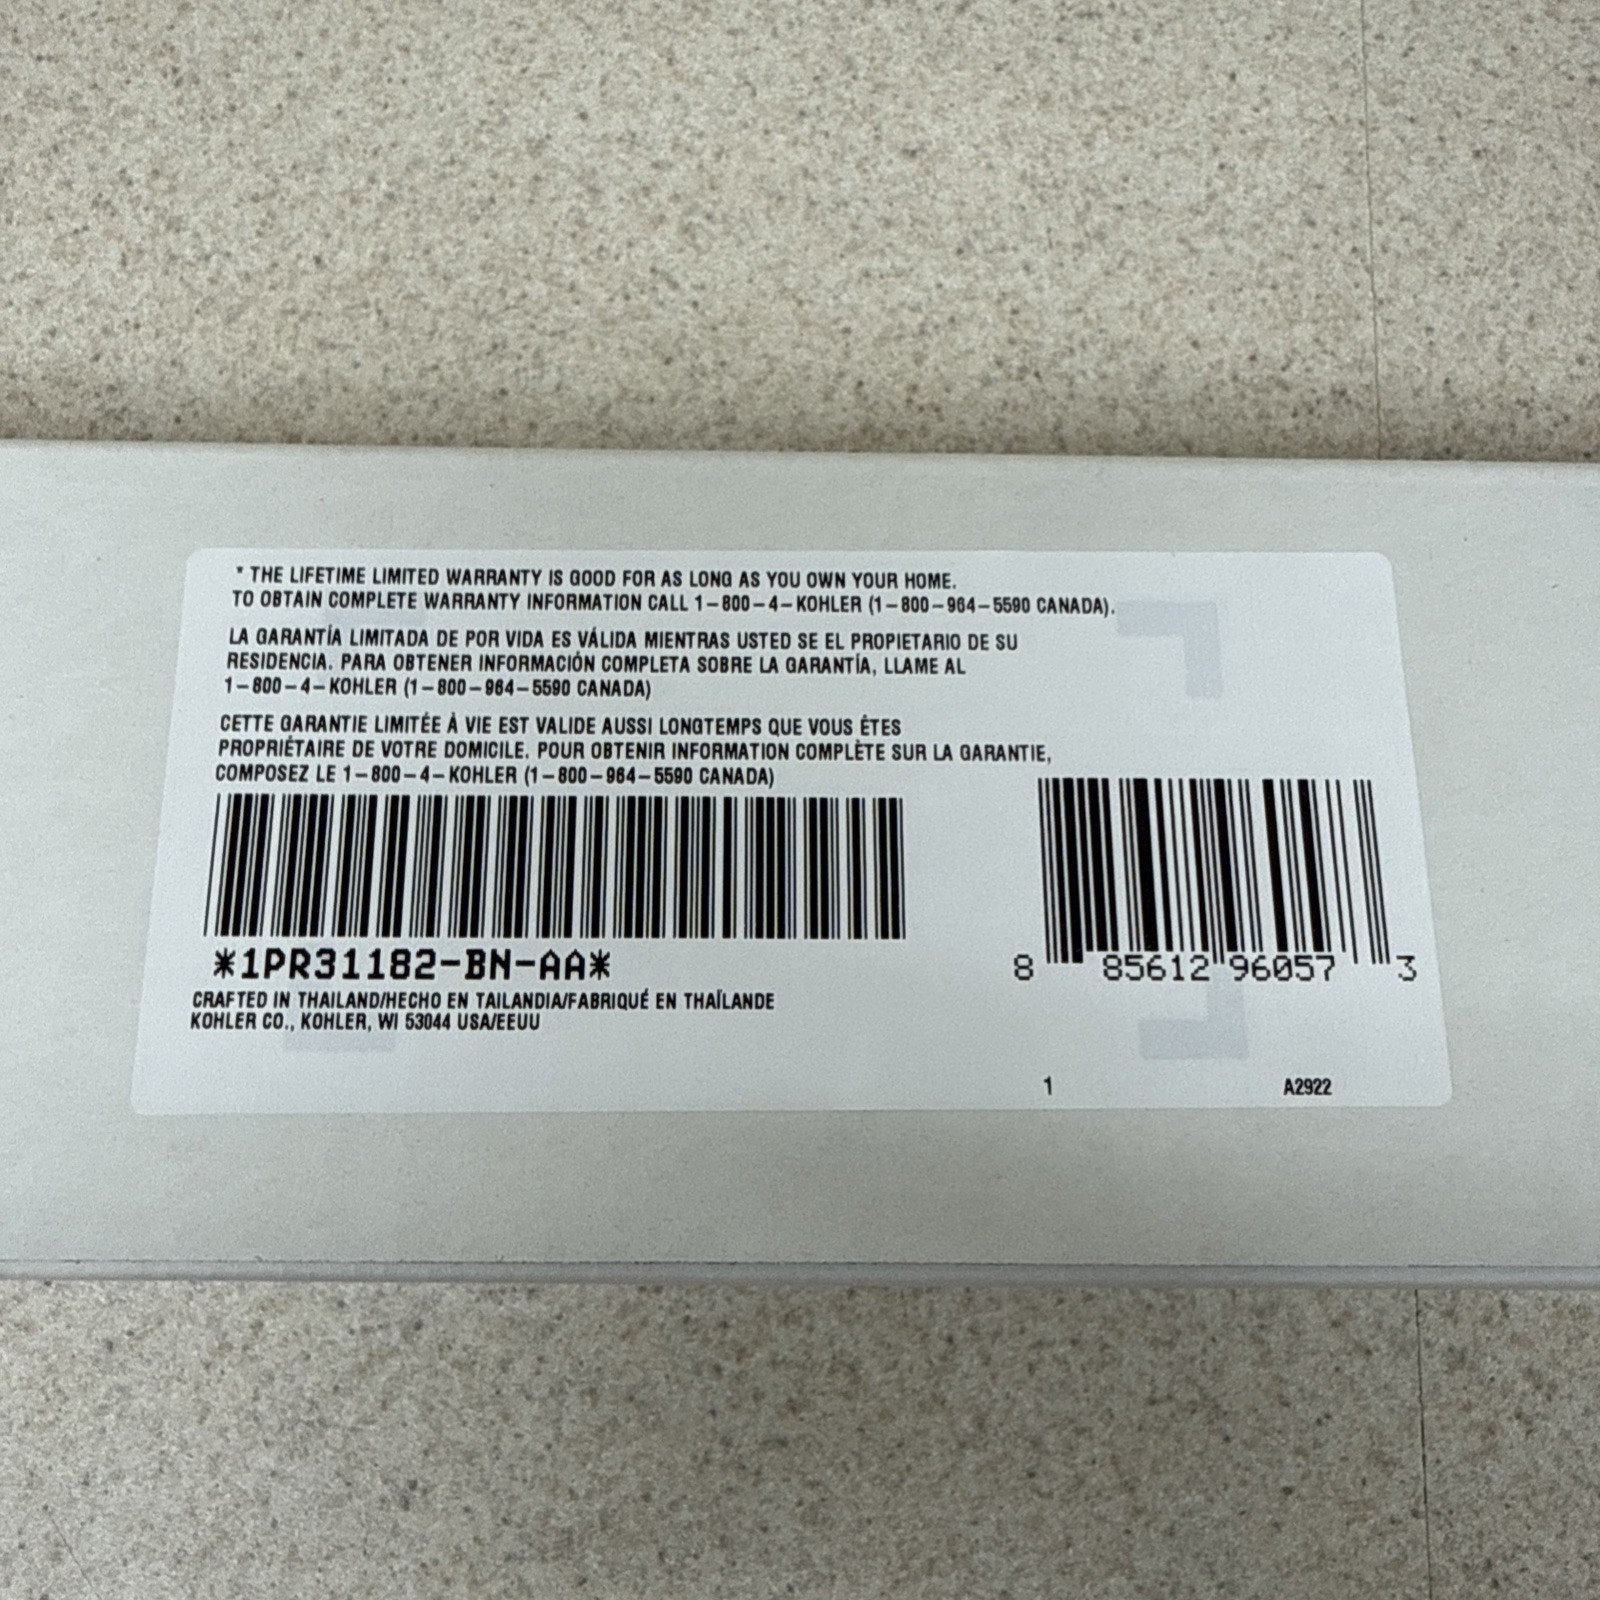 * THE LIFETIME LIMITED WARRANTY IS GOOD FOR AS LONG AS YOU OWN YOUR HOME.
TO OBTAIN COMPLETE WARRANTY INFORMATION CALL 1-800-4-KOHLER (1-800-964-5590 CANADA).
LA GARANTÍA LIMITADA DE POR VIDA ES VÁLIDA MIENTRAS USTED SE EL PROPIETARIO DE SU
RESIDENCIA. PARA OBTENER INFORMACIÓN COMPLETA SOBRE LA GARANTÍA, LLAME AL
1-800-4-KOHLER (1-800-964-5590 CANADA)
CETTE GARANTIE LIMITÉE À VIE EST VALIDE AUSSI LONGTEMPS QUE VOUS ÊTES
PROPRIÉTAIRE DE VOTRE DOMICILE. POUR OBTENIR INFORMATION COMPLÈTE SUR LA GARANTIE,
COMPOSEZ LE 1-800-4-KOHLER (1-800-964-5590 CANADA)
*1PR31182-BN-AA*
8 85612 96057 3
CRAFTED IN THAILAND/HECHO EN TAILANDIA/FABRIQUÉ EN THAÏLANDE
KOHLER CO., KOHLER, WI 53044 USA/EEUU
1 A2922